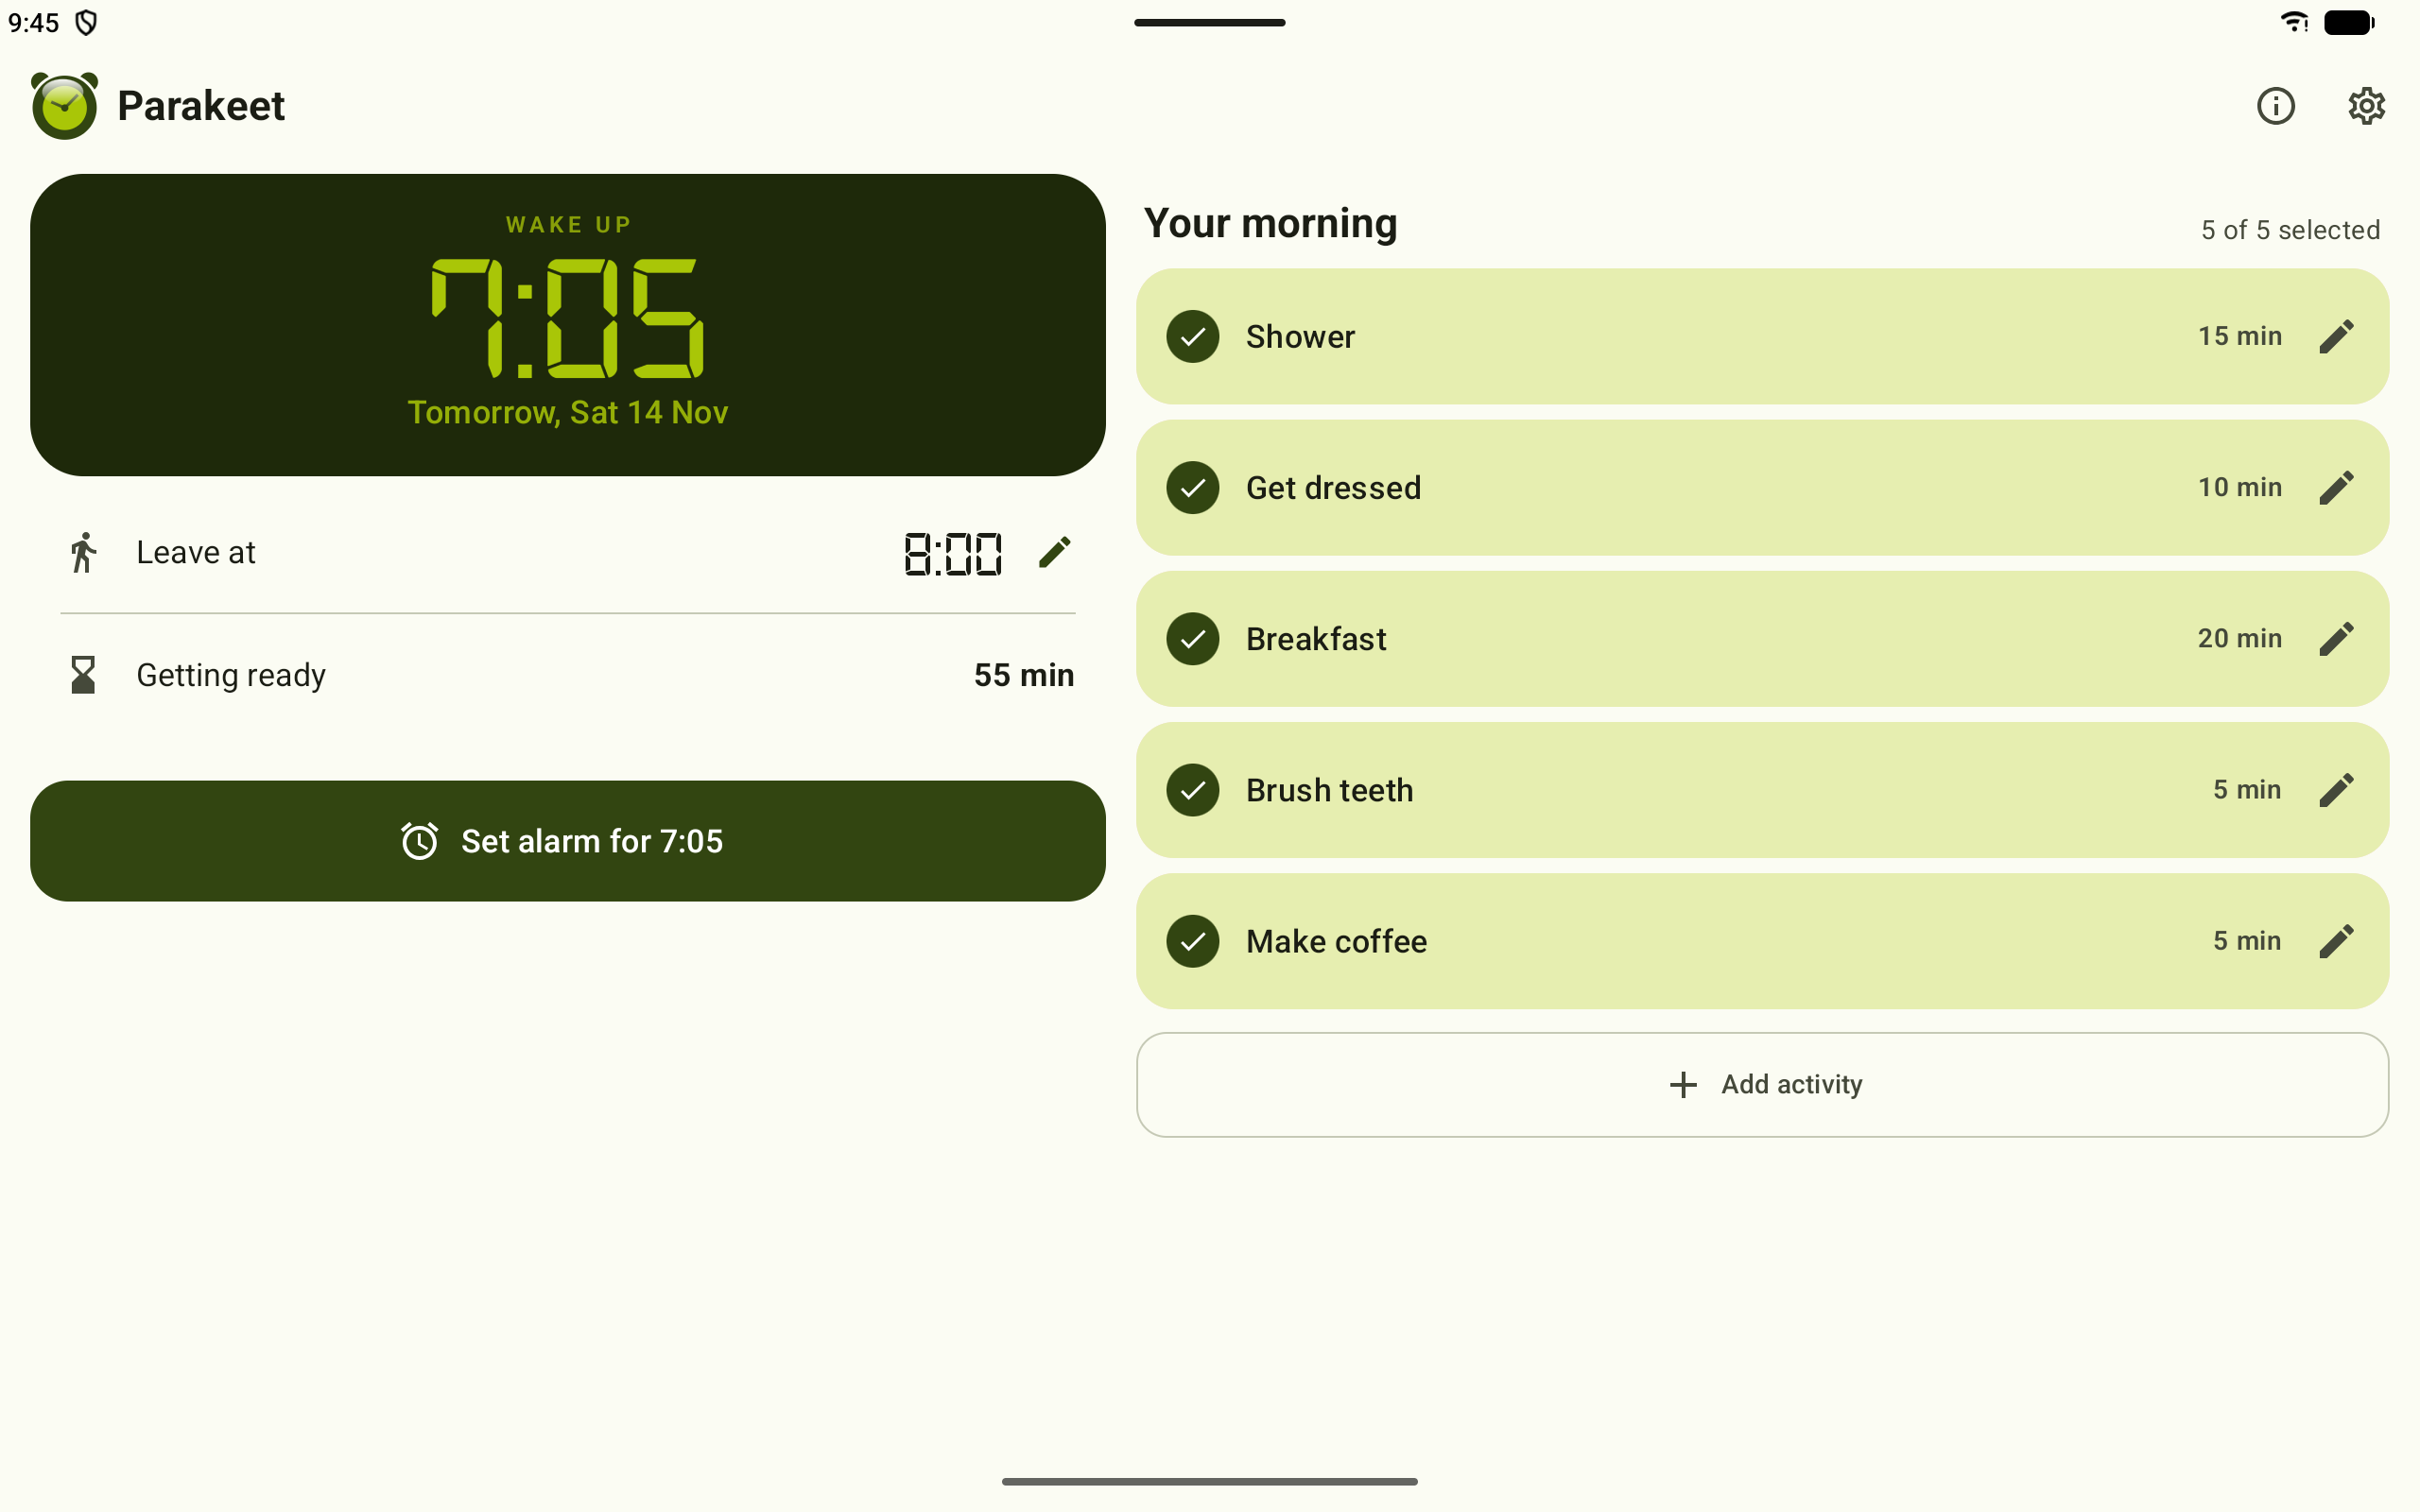 9:45
Parakeet
WAKE UP
7:05
Tomorrow, Sat 14 Nov
Leave at
8:00
Getting ready
55 min
Set alarm for 7:05
Your morning
5 of 5 selected
Shower
15 min
Get dressed
10 min
Breakfast
20 min
Brush teeth
5 min
Make coffee
5 min
Add activity